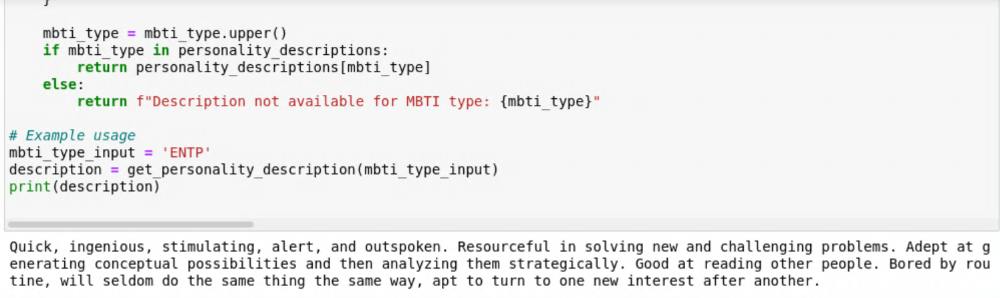 }
mbti_type = mbti_type.upper()
if mbti_type in personality_descriptions:
return personality_descriptions[mbti_type]
else:
return f"Description not available for MBTI type: {mbti_type}"
# Example usage
mbti_type_input = 'ENTP'
description = get_personality_description(mbti_type_input)
print(description)
Quick, ingenious, stimulating, alert, and outspoken. Resourceful in solving new and challenging problems. Adept at g
enerating conceptual possibilities and then analyzing them strategically. Good at reading other people. Bored by rou
tine, will seldom do the same thing the same way, apt to turn to one new interest after another.